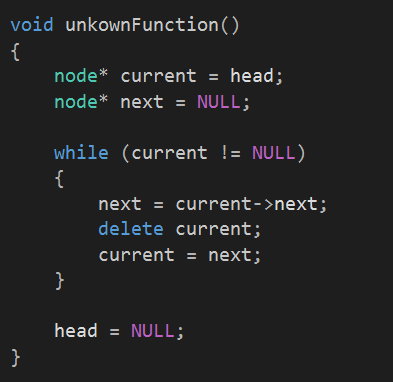 void unkownFunction()
{
    node* current = head;
    node* next = NULL;

    while (current != NULL)
    {
        next = current->next;
        delete current;
        current = next;
    }

    head = NULL;
}